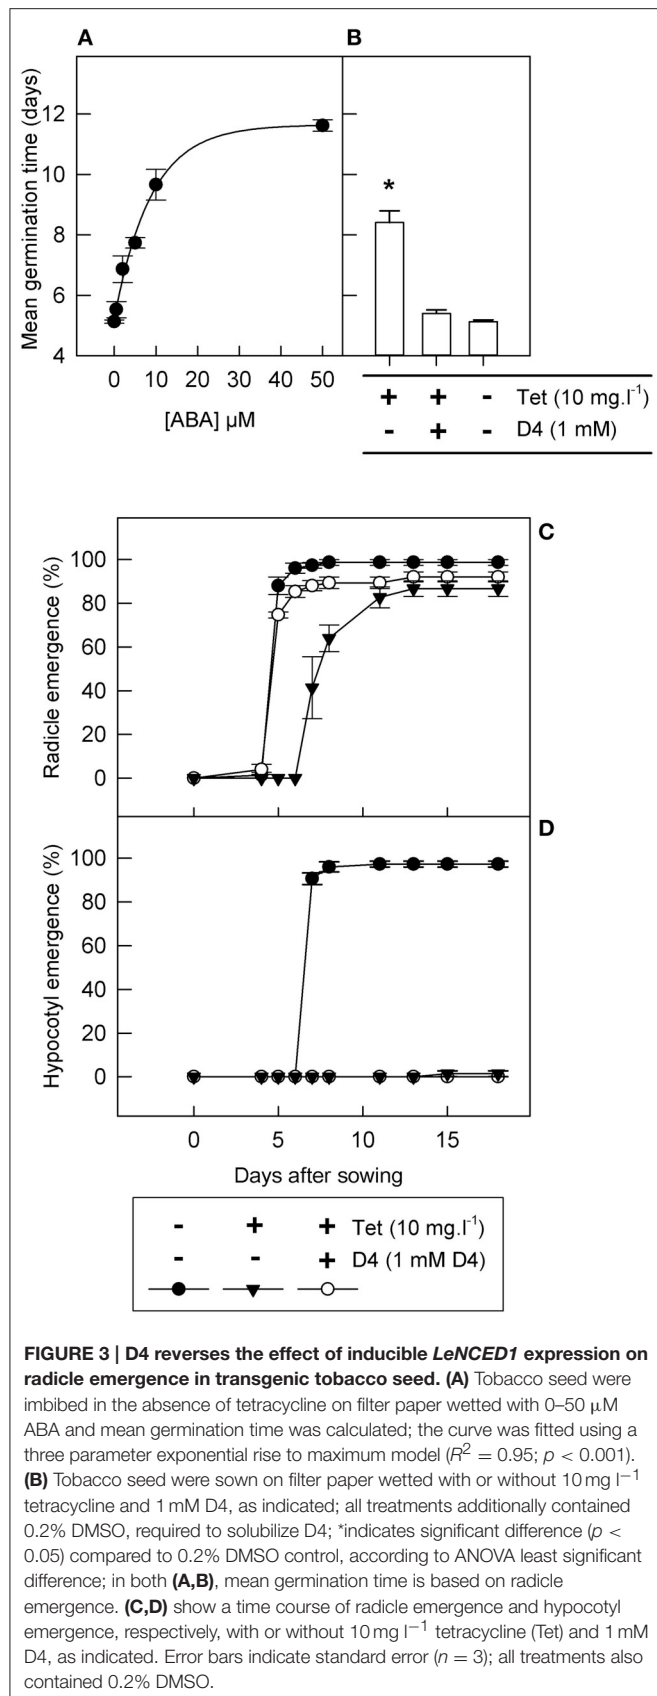 A
B
Mean germination time (days)
12
10
8
6
4
*
0 10 20 30 40 50
[ABA] µM
+ + - Tet (10 mg.l-1)
- + - D4 (1 mM)
C
Radicle emergence (%)
100
80
60
40
20
0
D
Hypocotyl emergence (%)
100
80
60
40
20
0
0 5 10 15
Days after sowing
- + + Tet (10 mg.l-1)
- - + D4 (1 mM D4)
FIGURE 3 | D4 reverses the effect of inducible LeNCED1 expression on
radicle emergence in transgenic tobacco seed. (A) Tobacco seed were
imbibed in the absence of tetracycline on filter paper wetted with 0–50 µM
ABA and mean germination time was calculated; the curve was fitted using a
three parameter exponential rise to maximum model (R2 = 0.95; p < 0.001).
(B) Tobacco seed were sown on filter paper wetted with or without 10 mg l−1
tetracycline and 1 mM D4, as indicated; all treatments additionally contained
0.2% DMSO, required to solubilize D4; *indicates significant difference (p <
0.05) compared to 0.2% DMSO control, according to ANOVA least significant
difference; in both (A,B), mean germination time is based on radicle
emergence. (C,D) show a time course of radicle emergence and hypocotyl
emergence, respectively, with or without 10 mg l−1 tetracycline (Tet) and 1 mM
D4, as indicated. Error bars indicate standard error (n = 3); all treatments also
contained 0.2% DMSO.